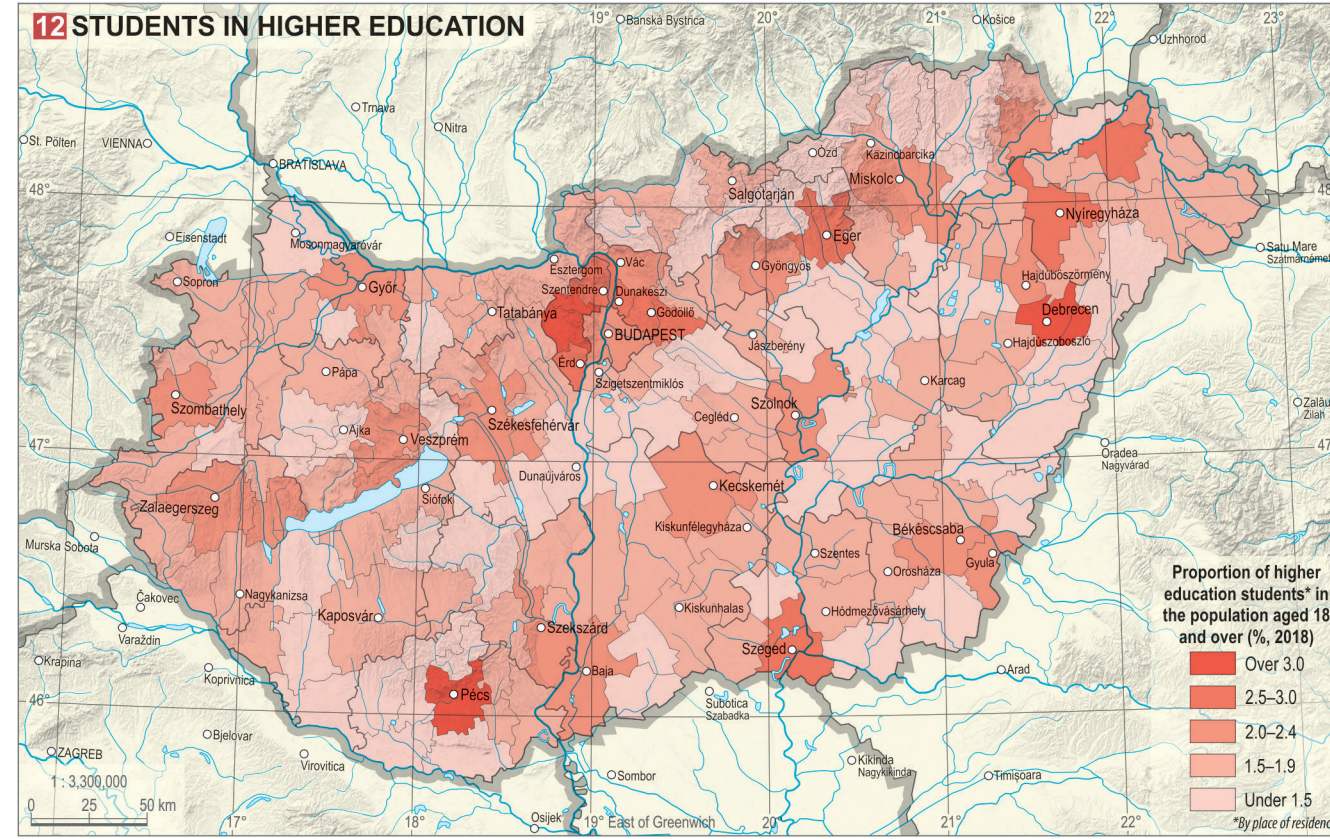 12 STUDENTS IN HIGHER EDUCATION
19°
20°
21°
22°
23°
Banská Bystrica
Košice
Uzhhorod
Trnava
Nitra
St. Pölten
VIENNA
BRATISLAVA
48°
48
Ózd
Kazincbarcika
Miskolc
Salgótarján
Nyíregyháza
Eisenstadt
Mosonmagyaróvár
Eger
Satu Mare
Szatmárnémet
Sopron
Győr
Esztergom
Vác
Gyöngyös
Hajdúböszörmény
Szentendre
Dunakeszi
Gödöllő
Tatabánya
BUDAPEST
Debrecen
Jászberény
Hajdúszoboszló
Érd
Szigetszentmiklós
Pápa
Karcag
Szombathely
Székesfehérvár
Cegléd
Szolnok
Zalău
Zilah
Ajka
Veszprém
47°
47
Oradea
Nagyvárad
Dunaújváros
Kecskemét
Siófok
Zalaegerszeg
Kiskunfélegyháza
Békéscsaba
Murska Sobota
Szentes
Gyula
Orosháza
Nagykanizsa
Čakovec
Kaposvár
Kiskunhalas
Hódmezővásárhely
Varaždin
Szekszárd
Szeged
Krapina
Koprivnica
Baja
Arad
46°
Pécs
Subotica
Szabadka
Bjelovar
ZAGREB
Virovitica
Sombor
Kikinda
Nagykikinda
Timișoara
1 : 3,300,000
0 25 50 km
17°
18°
Osijek
19° East of Greenwich
20°
21°
22°
Proportion of higher
education students* in
the population aged 18
and over (%, 2018)
Over 3.0
2.5–3.0
2.0–2.4
1.5–1.9
Under 1.5
*By place of residenc